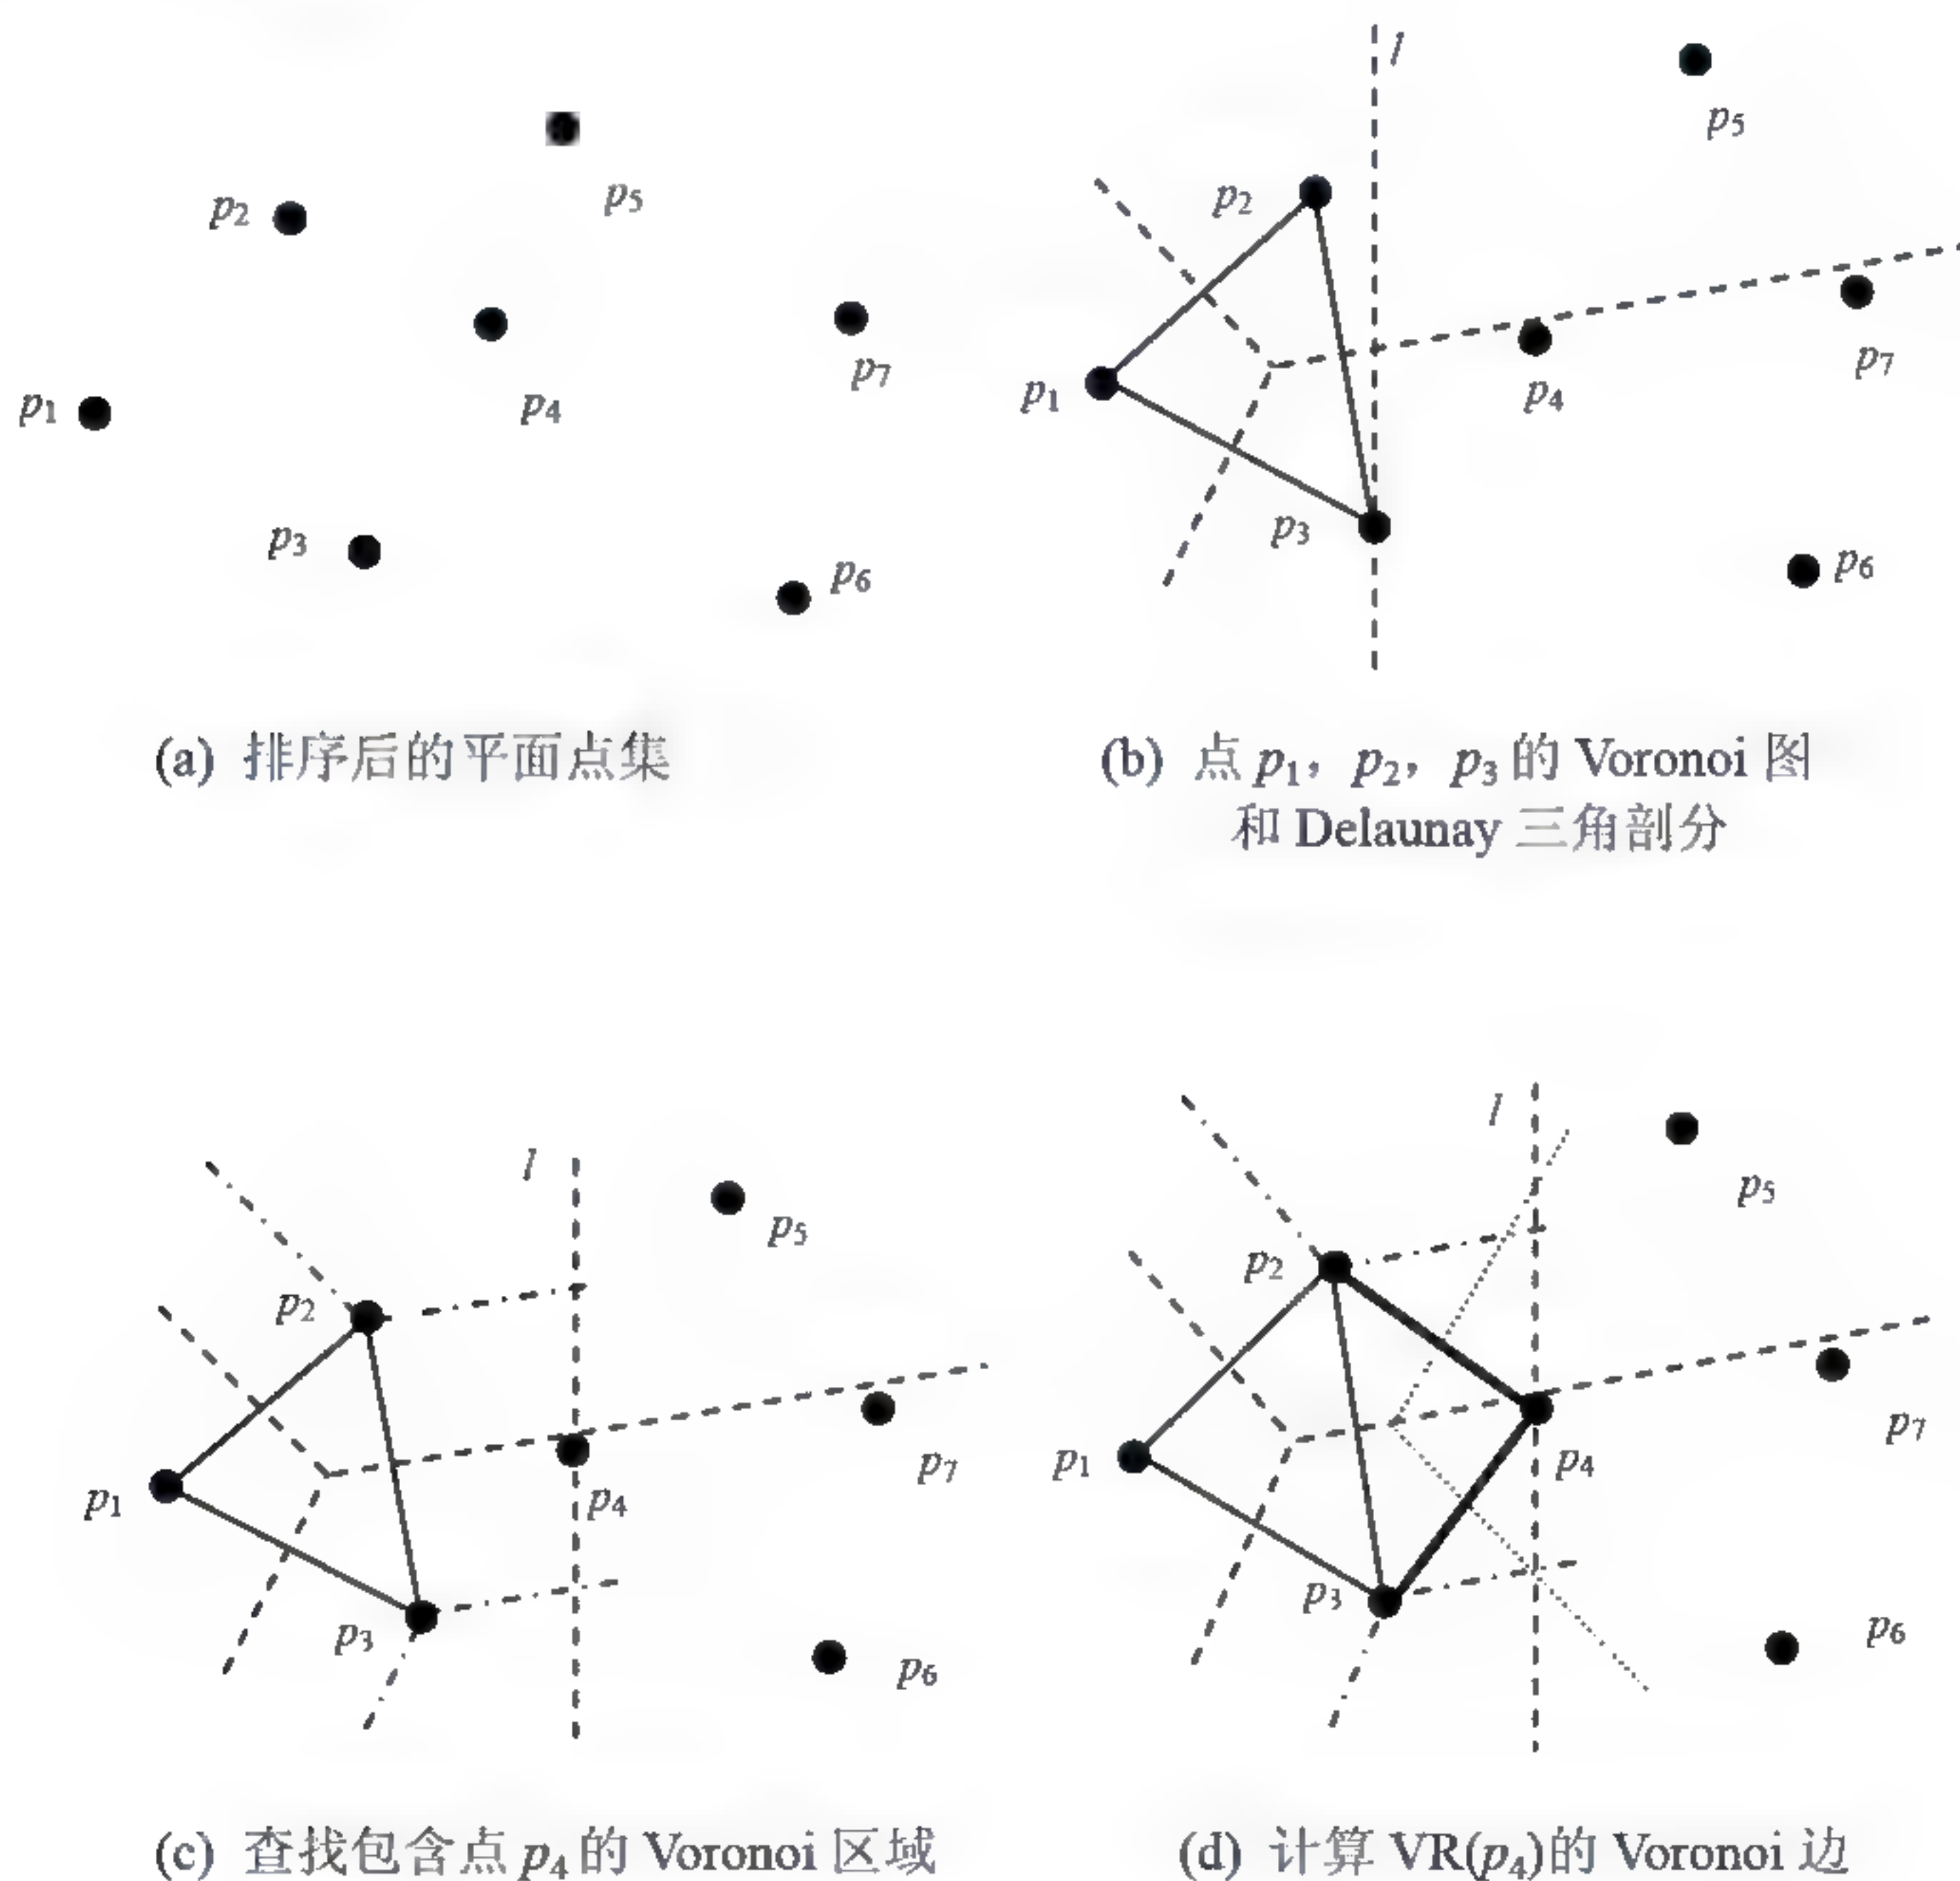 p5
p2
p4
p7
p1
p3
p6
(a) 排序后的平面点集
l
p5
p2
p7
p4
p1
p3
p6
(b) 点 p1, p2, p3 的 Voronoi 图
和 Delaunay 三角剖分
l
p5
p2
p7
p4
p1
p3
p6
(c) 查找包含点 p4 的 Voronoi 区域
l
p5
p2
p7
p4
p1
p3
p6
(d) 计算 VR(p4)的 Voronoi 边